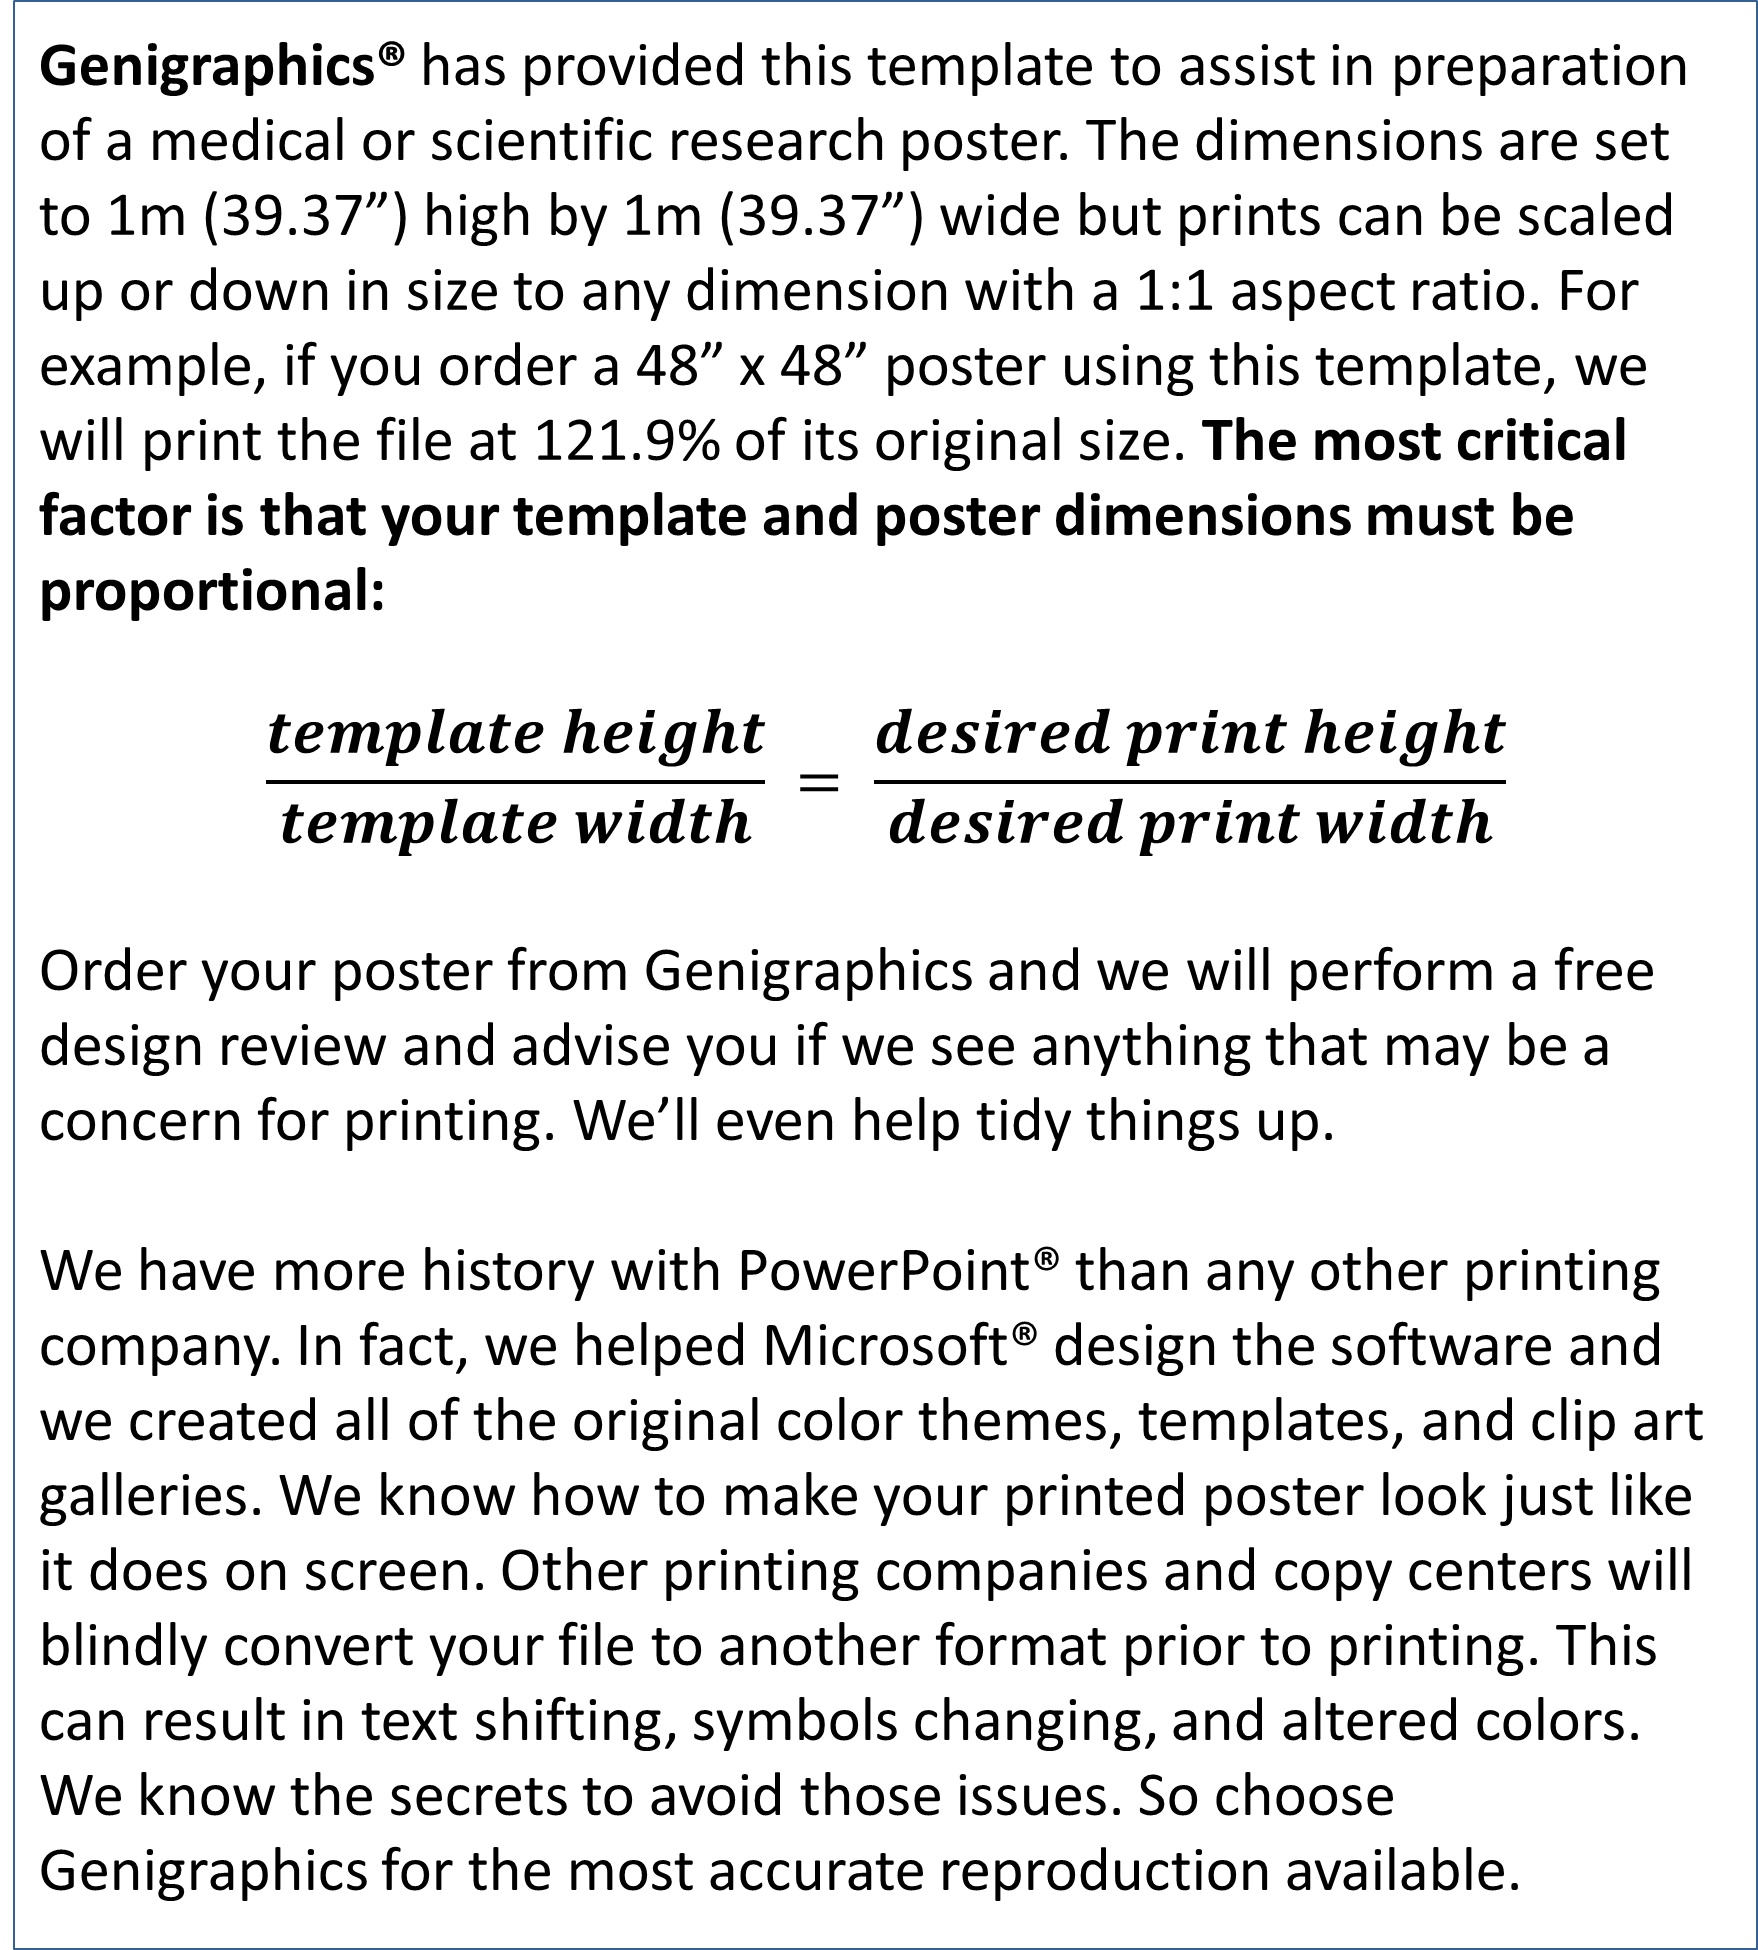 Genigraphics® has provided this template to assist in preparation
of a medical or scientific research poster. The dimensions are set
to 1m (39.37”) high by 1m (39.37”) wide but prints can be scaled
up or down in size to any dimension with a 1:1 aspect ratio. For
example, if you order a 48” x 48” poster using this template, we
will print the file at 121.9% of its original size. The most critical
factor is that your template and poster dimensions must be
proportional:
template height / template width = desired print height / desired print width
Order your poster from Genigraphics and we will perform a free
design review and advise you if we see anything that may be a
concern for printing. We’ll even help tidy things up.
We have more history with PowerPoint® than any other printing
company. In fact, we helped Microsoft® design the software and
we created all of the original color themes, templates, and clip art
galleries. We know how to make your printed poster look just like
it does on screen. Other printing companies and copy centers will
blindly convert your file to another format prior to printing. This
can result in text shifting, symbols changing, and altered colors.
We know the secrets to avoid those issues. So choose
Genigraphics for the most accurate reproduction available.